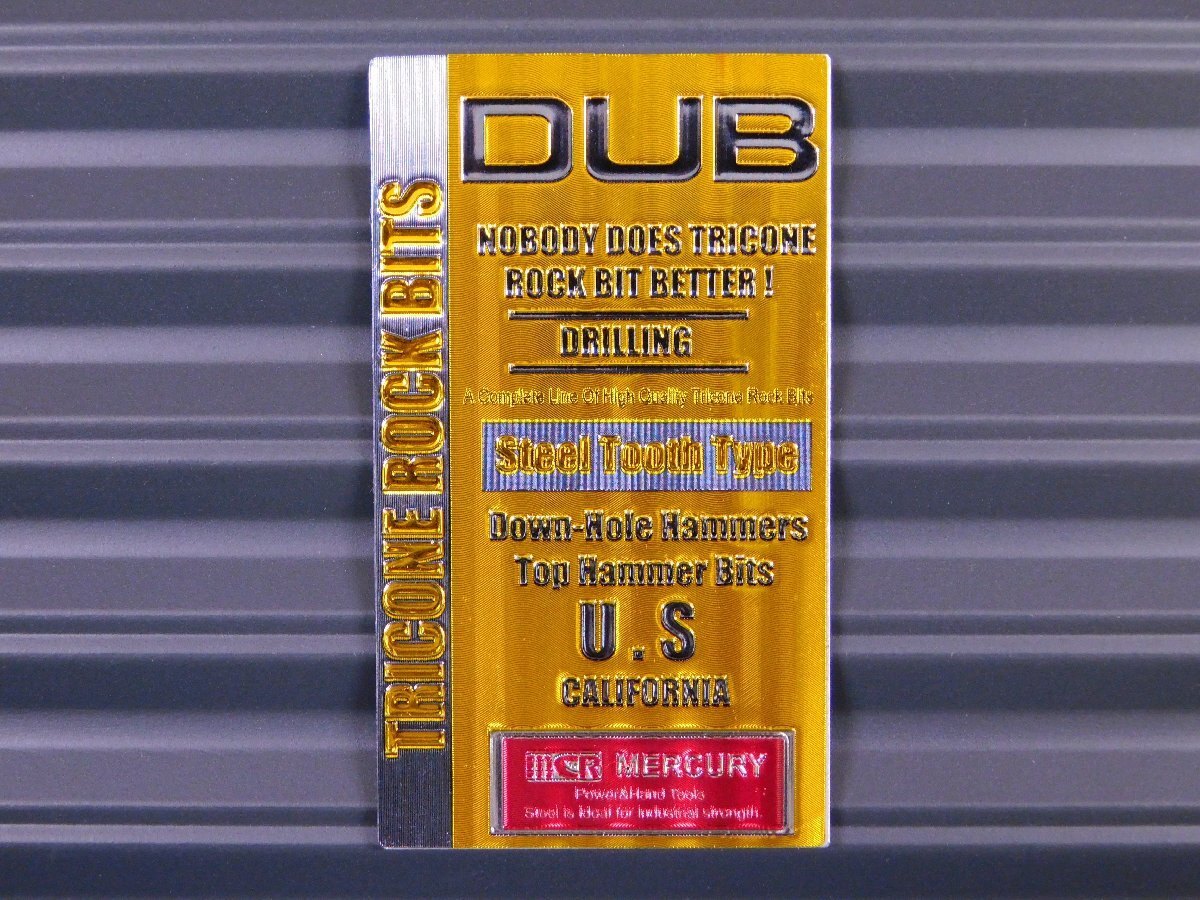 TRICONE ROCK BITS
DUB
NOBODY DOES TRICONE
ROCK BIT BETTER !
DRILLING
A Complete Line Of High Quality Tricone Rock Bits
Steel Tooth Type
Down-Hole Hammers
Top Hammer Bits
U.S
CALIFORNIA
MERCURY
Power&Hand Tools
Steel is Ideal for Industrial strength.